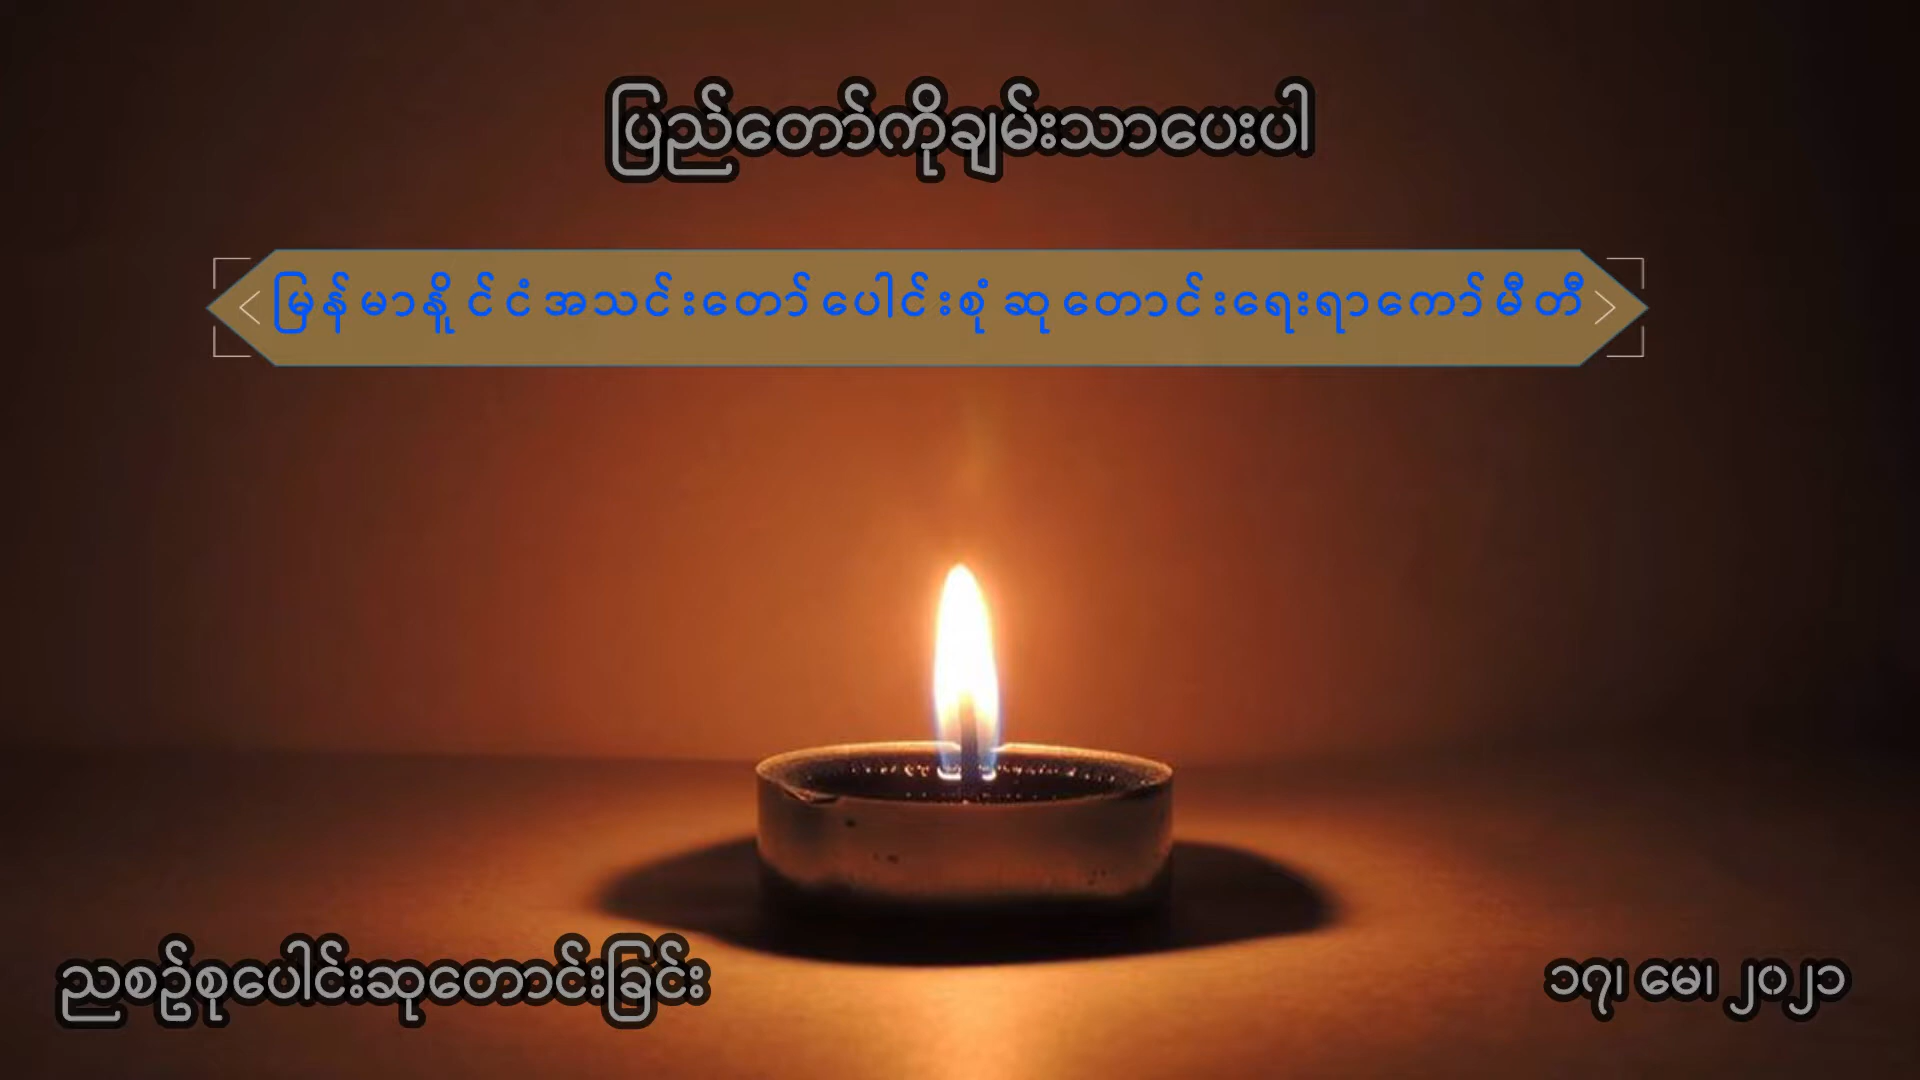 ပြည်တော်ကိုချမ်းသာပေးပါ
မြန်မာနိူင်ငံအသင်းတော်ပေါင်းစုံ ဆုတောင်းရေးရာကော်မီတီ
ညစဥ်စုပေါင်းဆုတောင်းခြင်း
၁၇၊ မေ၊ ၂၀၂၁